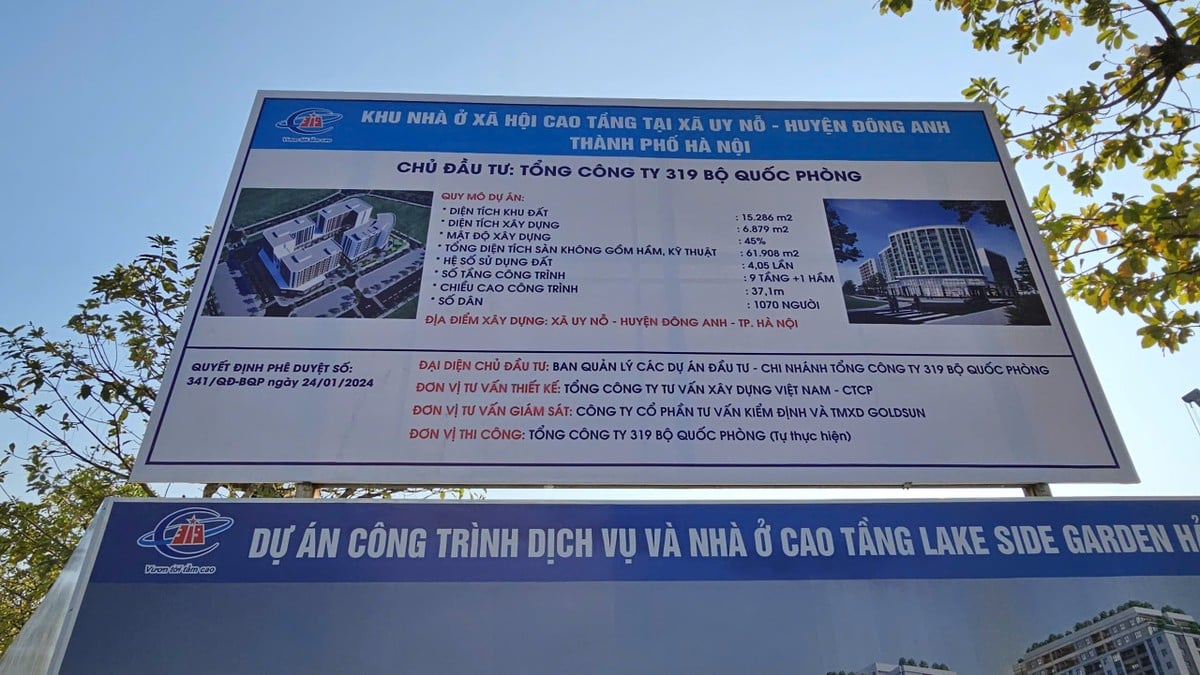 319
Vươn tới tầm cao
KHU NHÀ Ở XÃ HỘI CAO TẦNG TẠI XÃ UY NỖ - HUYỆN ĐÔNG ANH
THÀNH PHỐ HÀ NỘI
CHỦ ĐẦU TƯ: TỔNG CÔNG TY 319 BỘ QUỐC PHÒNG
QUY MÔ DỰ ÁN:
* DIỆN TÍCH KHU ĐẤT : 15.286 m2
* DIỆN TÍCH XÂY DỰNG : 6.879 m2
* MẬT ĐỘ XÂY DỰNG : 45%
* TỔNG DIỆN TÍCH SÀN KHÔNG GỒM HẦM, KỸ THUẬT : 61.908 m2
* HỆ SỐ SỬ DỤNG ĐẤT : 4,05 LẦN
* SỐ TẦNG CÔNG TRÌNH : 9 TẦNG +1 HẦM
* CHIỀU CAO CÔNG TRÌNH : 37,1m
* SỐ DÂN : 1070 NGƯỜI
ĐỊA ĐIỂM XÂY DỰNG: XÃ UY NỖ - HUYỆN ĐÔNG ANH - TP. HÀ NỘI
QUYẾT ĐỊNH PHÊ DUYỆT SỐ:
341/QĐ-BQP ngày 24/01/2024
ĐẠI DIỆN CHỦ ĐẦU TƯ: BAN QUẢN LÝ CÁC DỰ ÁN ĐẦU TƯ - CHI NHÁNH TỔNG CÔNG TY 319 BỘ QUỐC PHÒNG
ĐƠN VỊ TƯ VẤN THIẾT KẾ: TỔNG CÔNG TY TƯ VẤN XÂY DỰNG VIỆT NAM - CTCP
ĐƠN VỊ TƯ VẤN GIÁM SÁT: CÔNG TY CỔ PHẦN TƯ VẤN KIỂM ĐỊNH VÀ TMXD GOLDSUN
ĐƠN VỊ THI CÔNG: TỔNG CÔNG TY 319 BỘ QUỐC PHÒNG (Tự thực hiện)
319
Vươn tới tầm cao
DỰ ÁN CÔNG TRÌNH DỊCH VỤ VÀ NHÀ Ở CAO TẦNG LAKE SIDE GARDEN